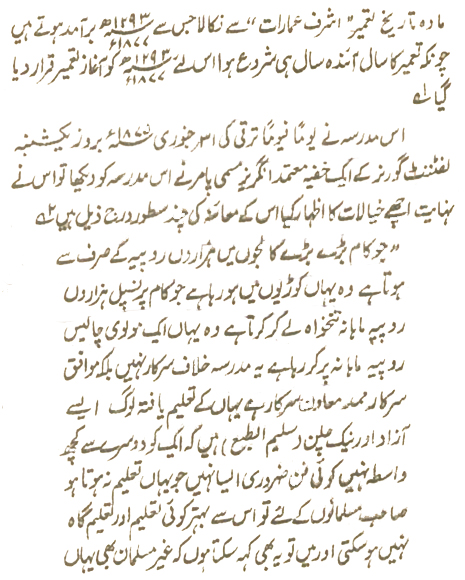 مادہ تاریخ تعمیر "اشرف عمارات" سے نکالا جس سے ۱۲۹۳ھ ۱۸۷۷ء برآمد ہوتے ہیں
چونکہ تعمیر کا سال آئندہ سال ہی شروع ہوا اس لئے ۱۲۹۳ھ ۱۸۷۷ء کو آغاز تعمیر قرار دیا
گیا ۱؎
اس مدرسہ نے یوماً فیوماً ترقی کی ۳۱ جنوری ۱۸۷۵ء بروز یکشنبہ
لفٹننٹ گورنر کے ایک خفیہ معتمد انگریز مسمی پامر نے اس مدرسہ کو دیکھا تو اس نے
نہایت اچھے خیالات کا اظہار کیا اس کے معائنہ کی چند سطور درج ذیل ہیں ۲؎
"جو کام بڑے بڑے کالجوں میں ہزاروں روپیہ کے صرف سے
ہوتا ہے وہ یہاں کوڑیوں میں ہو رہا ہے جو کام پرنسپل ہزاروں
روپیہ ماہانہ تنخواہ لے کر کرتا ہے وہ یہاں ایک مولوی چالیس
روپیہ ماہانہ پر کر رہا ہے یہ مدرسہ خلاف سرکار نہیں بلکہ موافق
سرکار ممد معاون سرکار ہے یہاں کے تعلیم یافتہ لوگ ایسے
آزاد اور نیک چلن (سلیم الطبع) ہیں کہ ایک کو دوسرے سے کچھ
واسطہ نہیں کوئی فن ضروری ایسا نہیں جو یہاں تعلیم نہ ہوتا ہو
صاحب مسلمانوں کے لئے تو اس سے بہتر کوئی تعلیم اور تعلیم گاہ
نہیں ہو سکتی اور میں تو یہ بھی کہہ سکتا ہوں کہ غیر مسلمان بھی یہاں